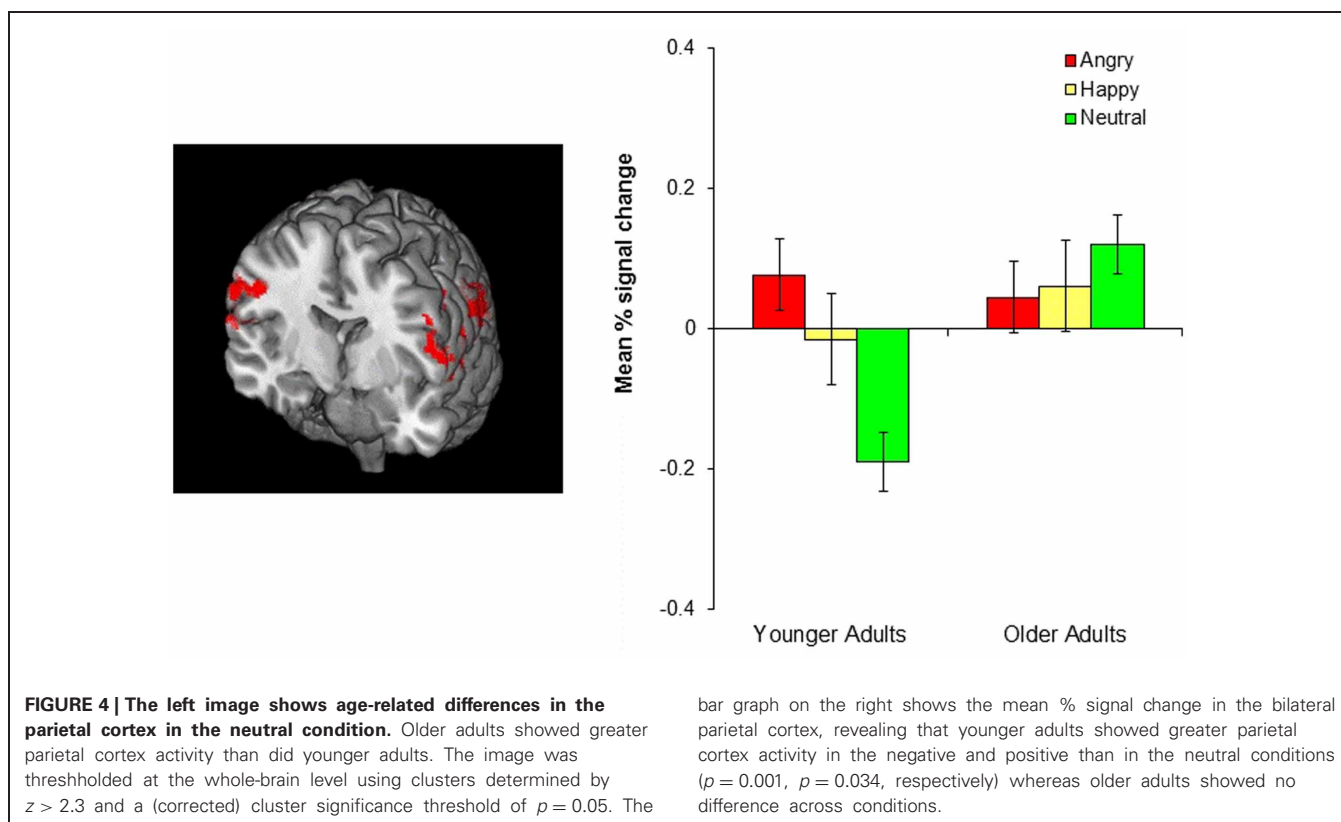 0.4
Angry
Happy
Neutral
0.2
0
-0.2
-0.4
Mean % signal change
Younger Adults
Older Adults
FIGURE 4 | The left image shows age-related differences in the
parietal cortex in the neutral condition. Older adults showed greater
parietal cortex activity than did younger adults. The image was
threshholded at the whole-brain level using clusters determined by
z > 2.3 and a (corrected) cluster significance threshold of p = 0.05. The
bar graph on the right shows the mean % signal change in the bilateral
parietal cortex, revealing that younger adults showed greater parietal
cortex activity in the negative and positive than in the neutral conditions
(p = 0.001, p = 0.034, respectively) whereas older adults showed no
difference across conditions.